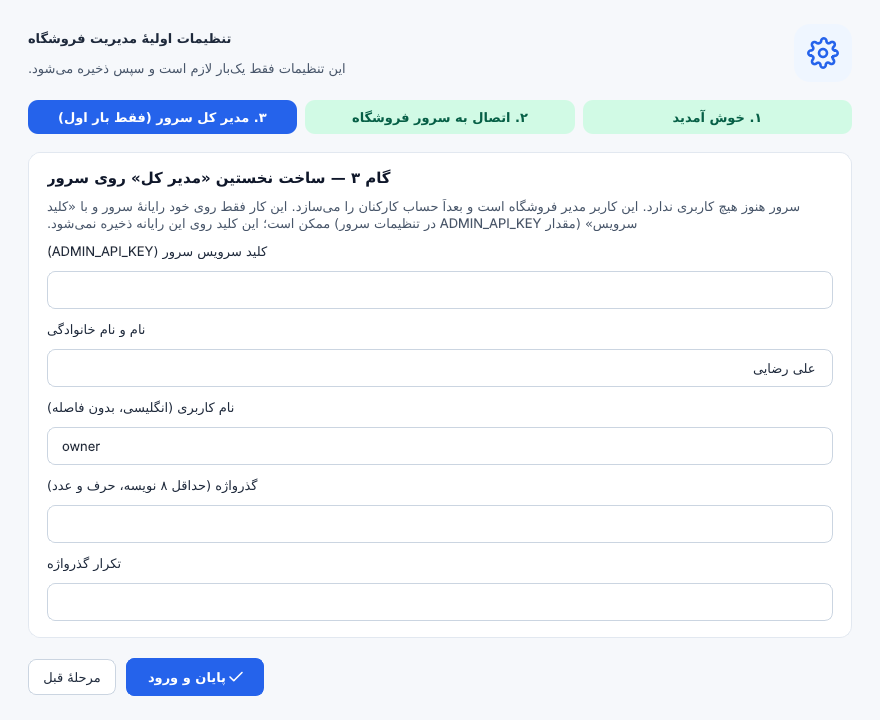 تنظیمات اولیهٔ مدیریت فروشگاه
این تنظیمات فقط یک‌بار لازم است و سپس ذخیره می‌شود.
۱. خوش آمدید
۲. اتصال به سرور فروشگاه
۳. مدیر کل سرور (فقط بار اول)
گام ۳ — ساخت نخستین «مدیر کل» روی سرور
سرور هنوز هیچ کاربری ندارد. این کاربر مدیر فروشگاه است و بعداً حساب کارکنان را می‌سازد. این کار فقط روی خود رایانهٔ سرور و با «کلید
سرویس» (مقدار ADMIN_API_KEY در تنظیمات سرور) ممکن است؛ این کلید روی این رایانه ذخیره نمی‌شود.
کلید سرویس سرور (ADMIN_API_KEY)
نام و نام خانوادگی
علی رضایی
نام کاربری (انگلیسی، بدون فاصله)
owner
گذرواژه (حداقل ۸ نویسه، حرف و عدد)
تکرار گذرواژه
پایان و ورود
مرحلهٔ قبل